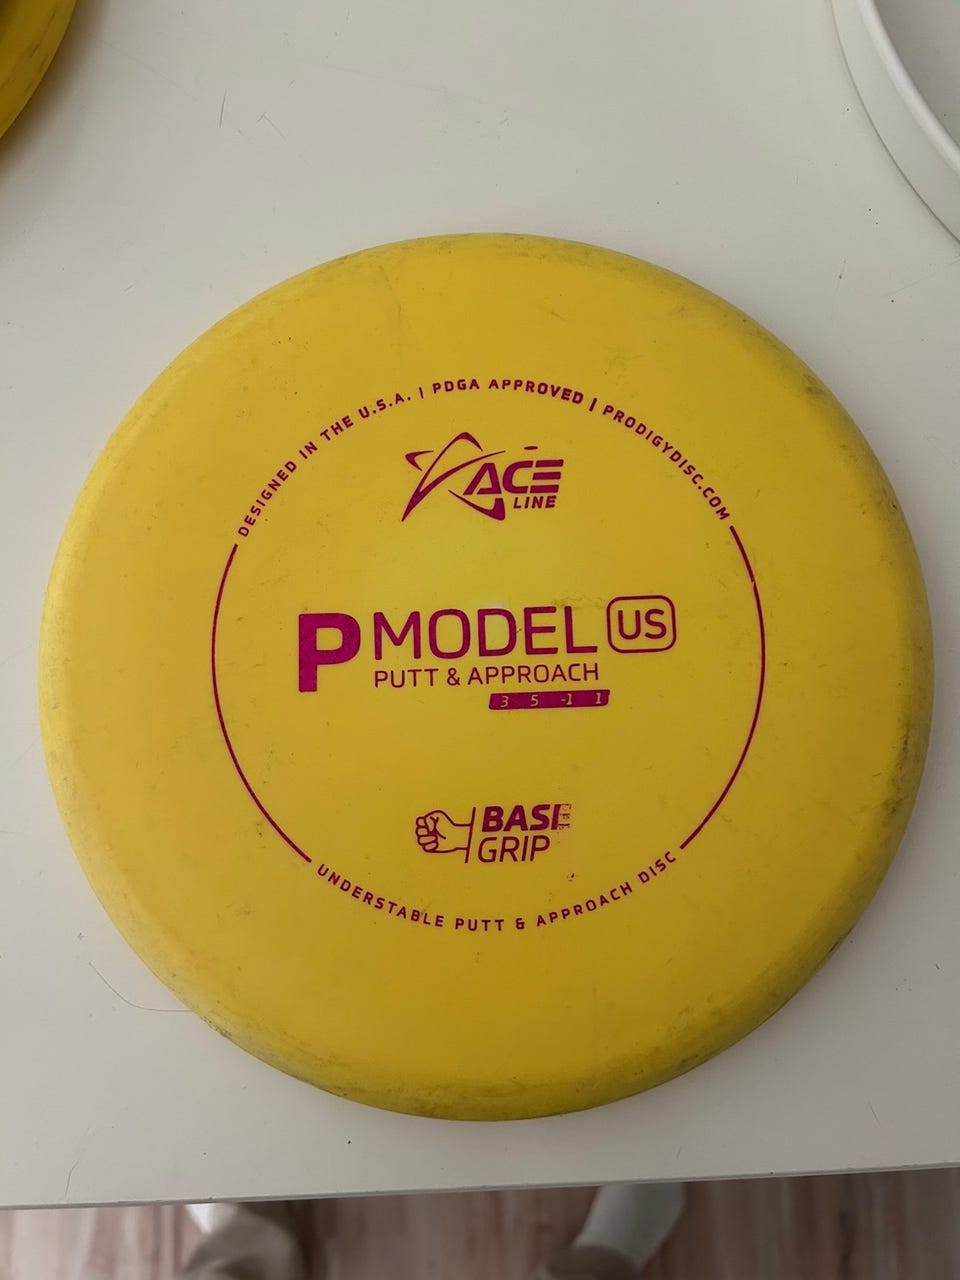 DESIGNED IN THE U.S.A. | PDGA APPROVED | PRODIGYDISC.COM
ACE
LINE
P MODEL US
PUTT & APPROACH
3 5 -1 1
BASE
GRIP
UNDERSTABLE PUTT & APPROACH DISC